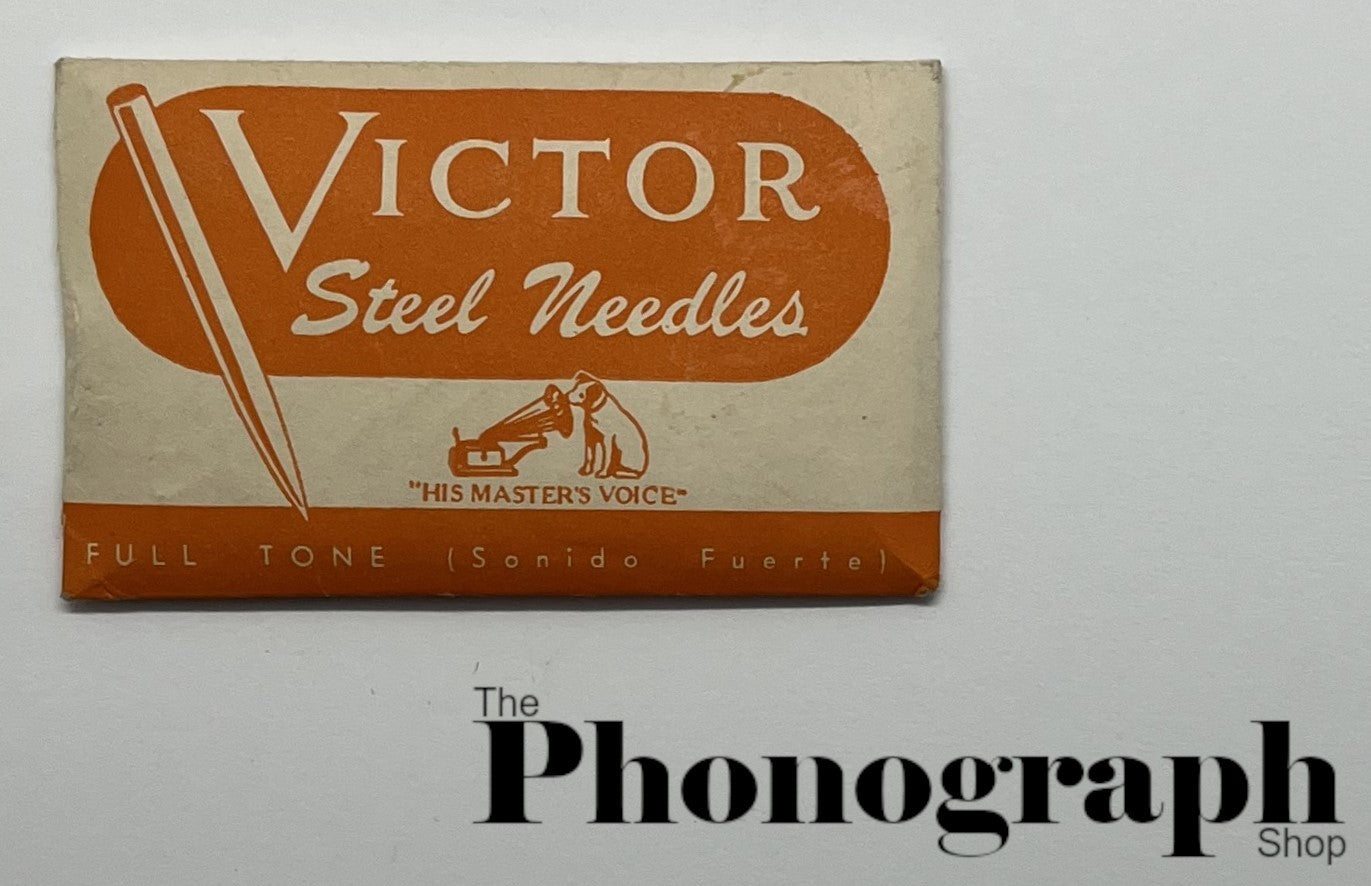 VICTOR
Steel Needles
"HIS MASTER'S VOICE"
FULL TONE (Sonido Fuerte)
The
Phonograph
Shop